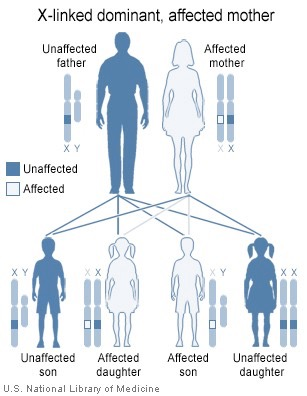 X-linked dominant, affected mother
Unaffected father
Affected mother
X Y
X X
Unaffected
Affected
X Y
X X
X Y
X X
Unaffected son
Affected daughter
Affected son
Unaffected daughter
U.S. National Library of Medicine